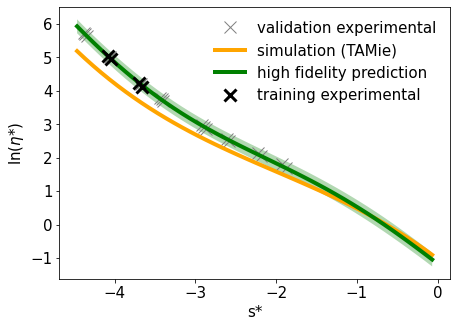 6
5
4
3
2
1
0
−1
ln(η*)
validation experimental
simulation (TAMie)
high fidelity prediction
training experimental
−4 −3 −2 −1 0
s*